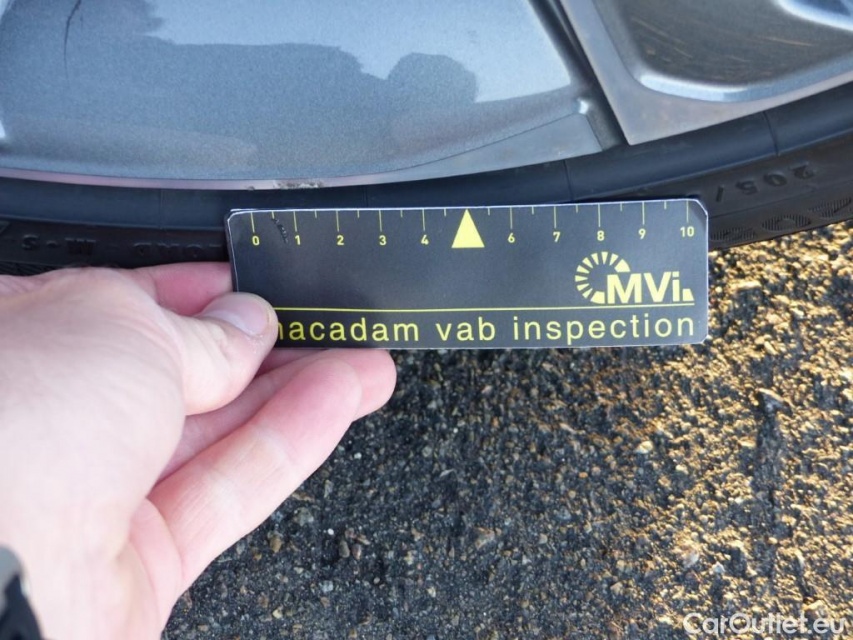 205/
M+S
0 1 2 3 4 6 7 8 9 10
MVi.
macadam vab inspection
CarOutlet.eu